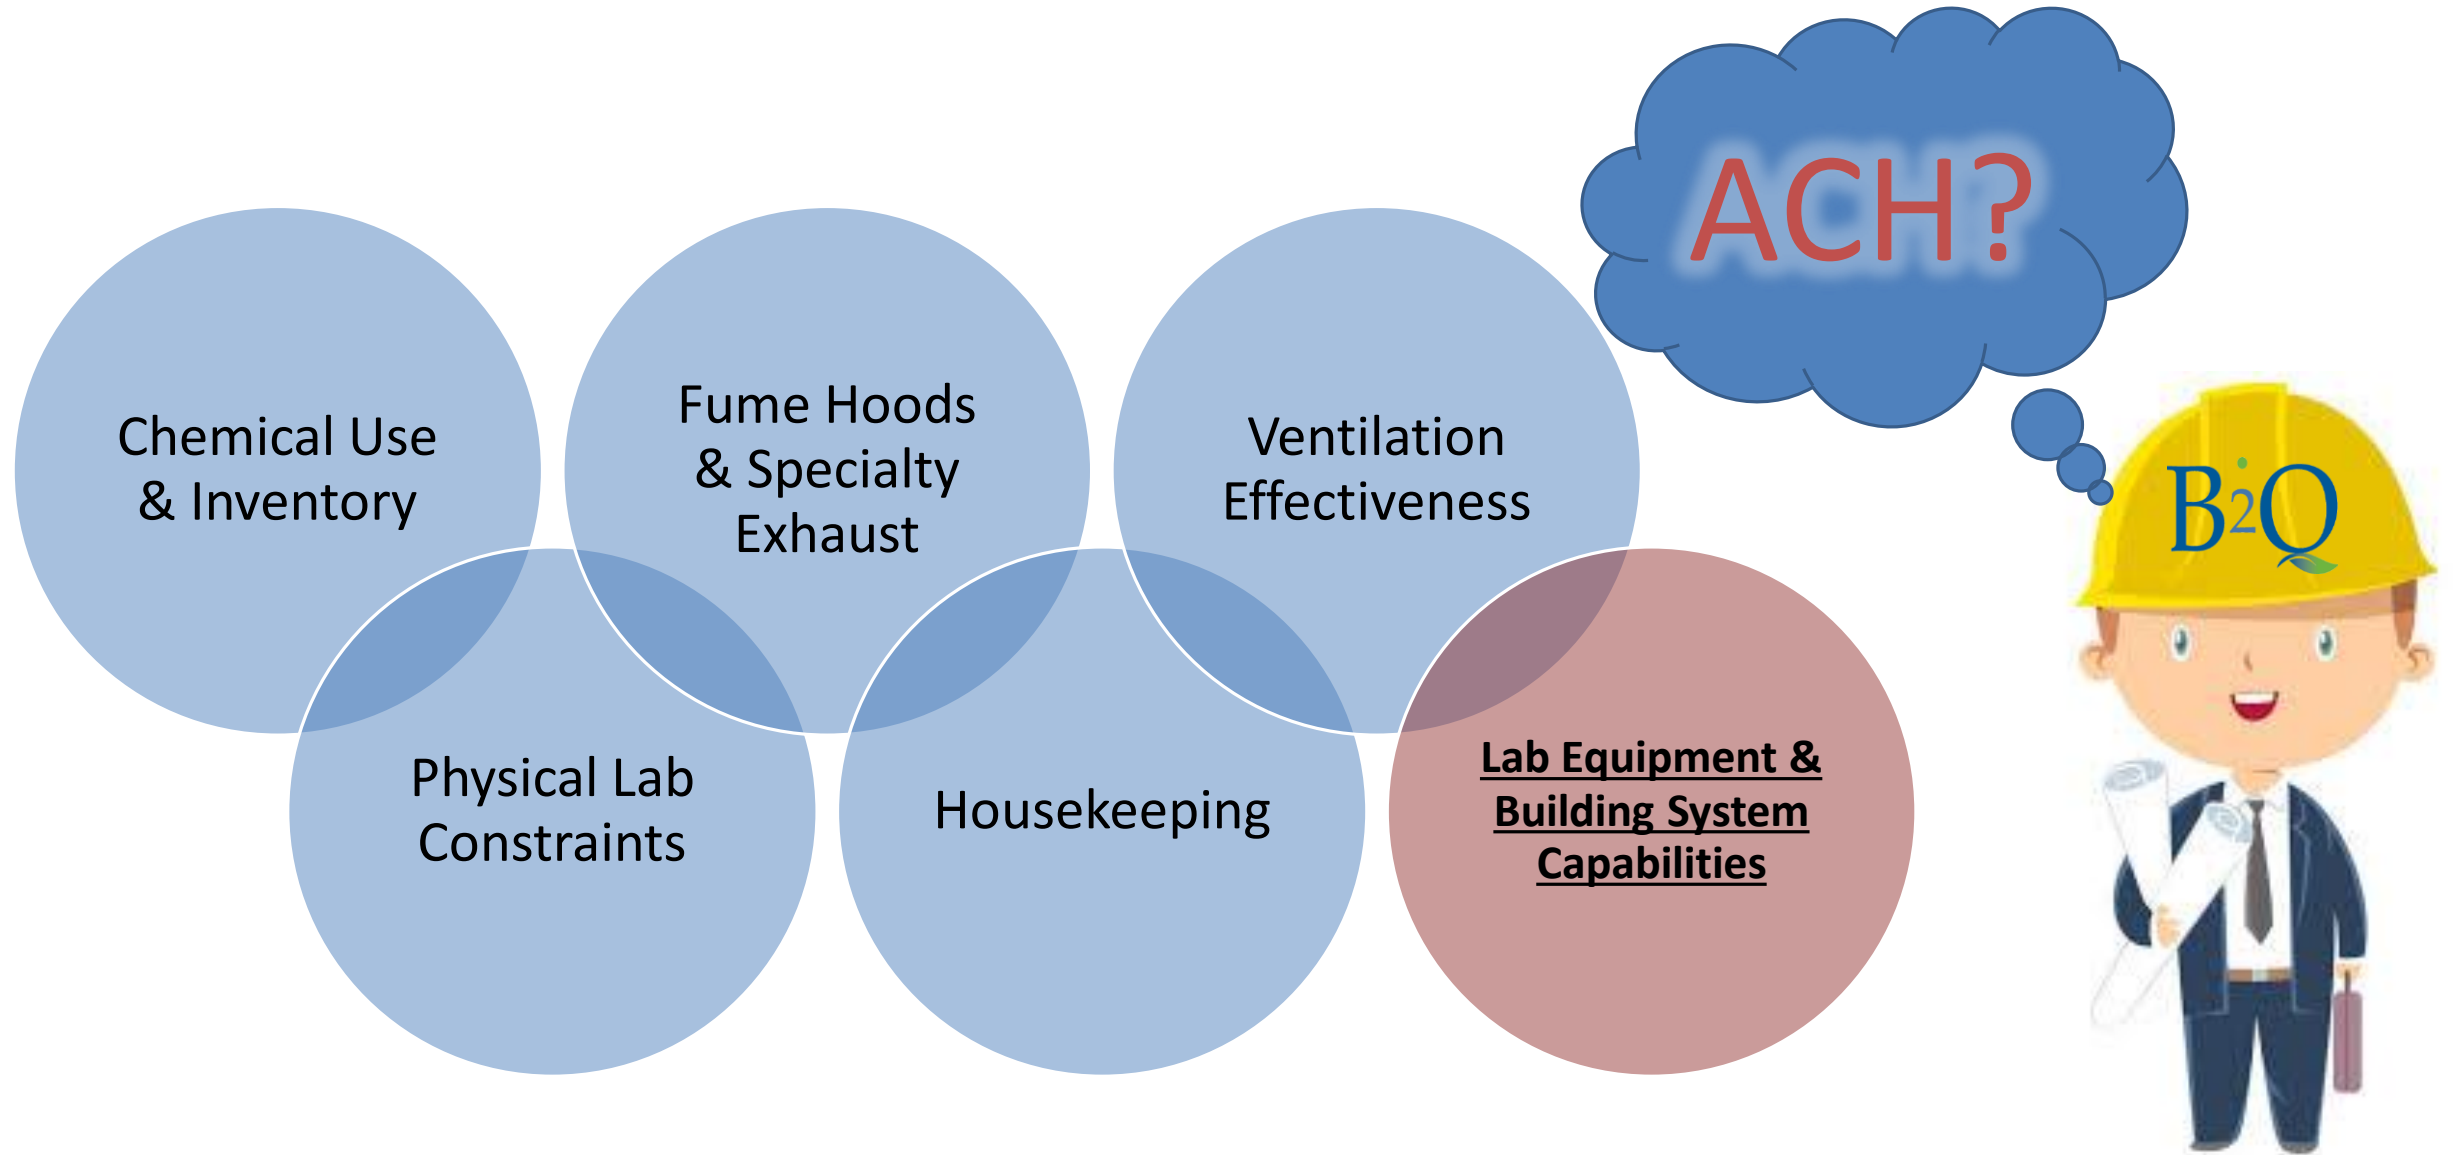 ACH?
Chemical Use
& Inventory
Fume Hoods
& Specialty
Exhaust
Ventilation
Effectiveness
B2Q
Physical Lab
Constraints
Housekeeping
Lab Equipment &
Building System
Capabilities